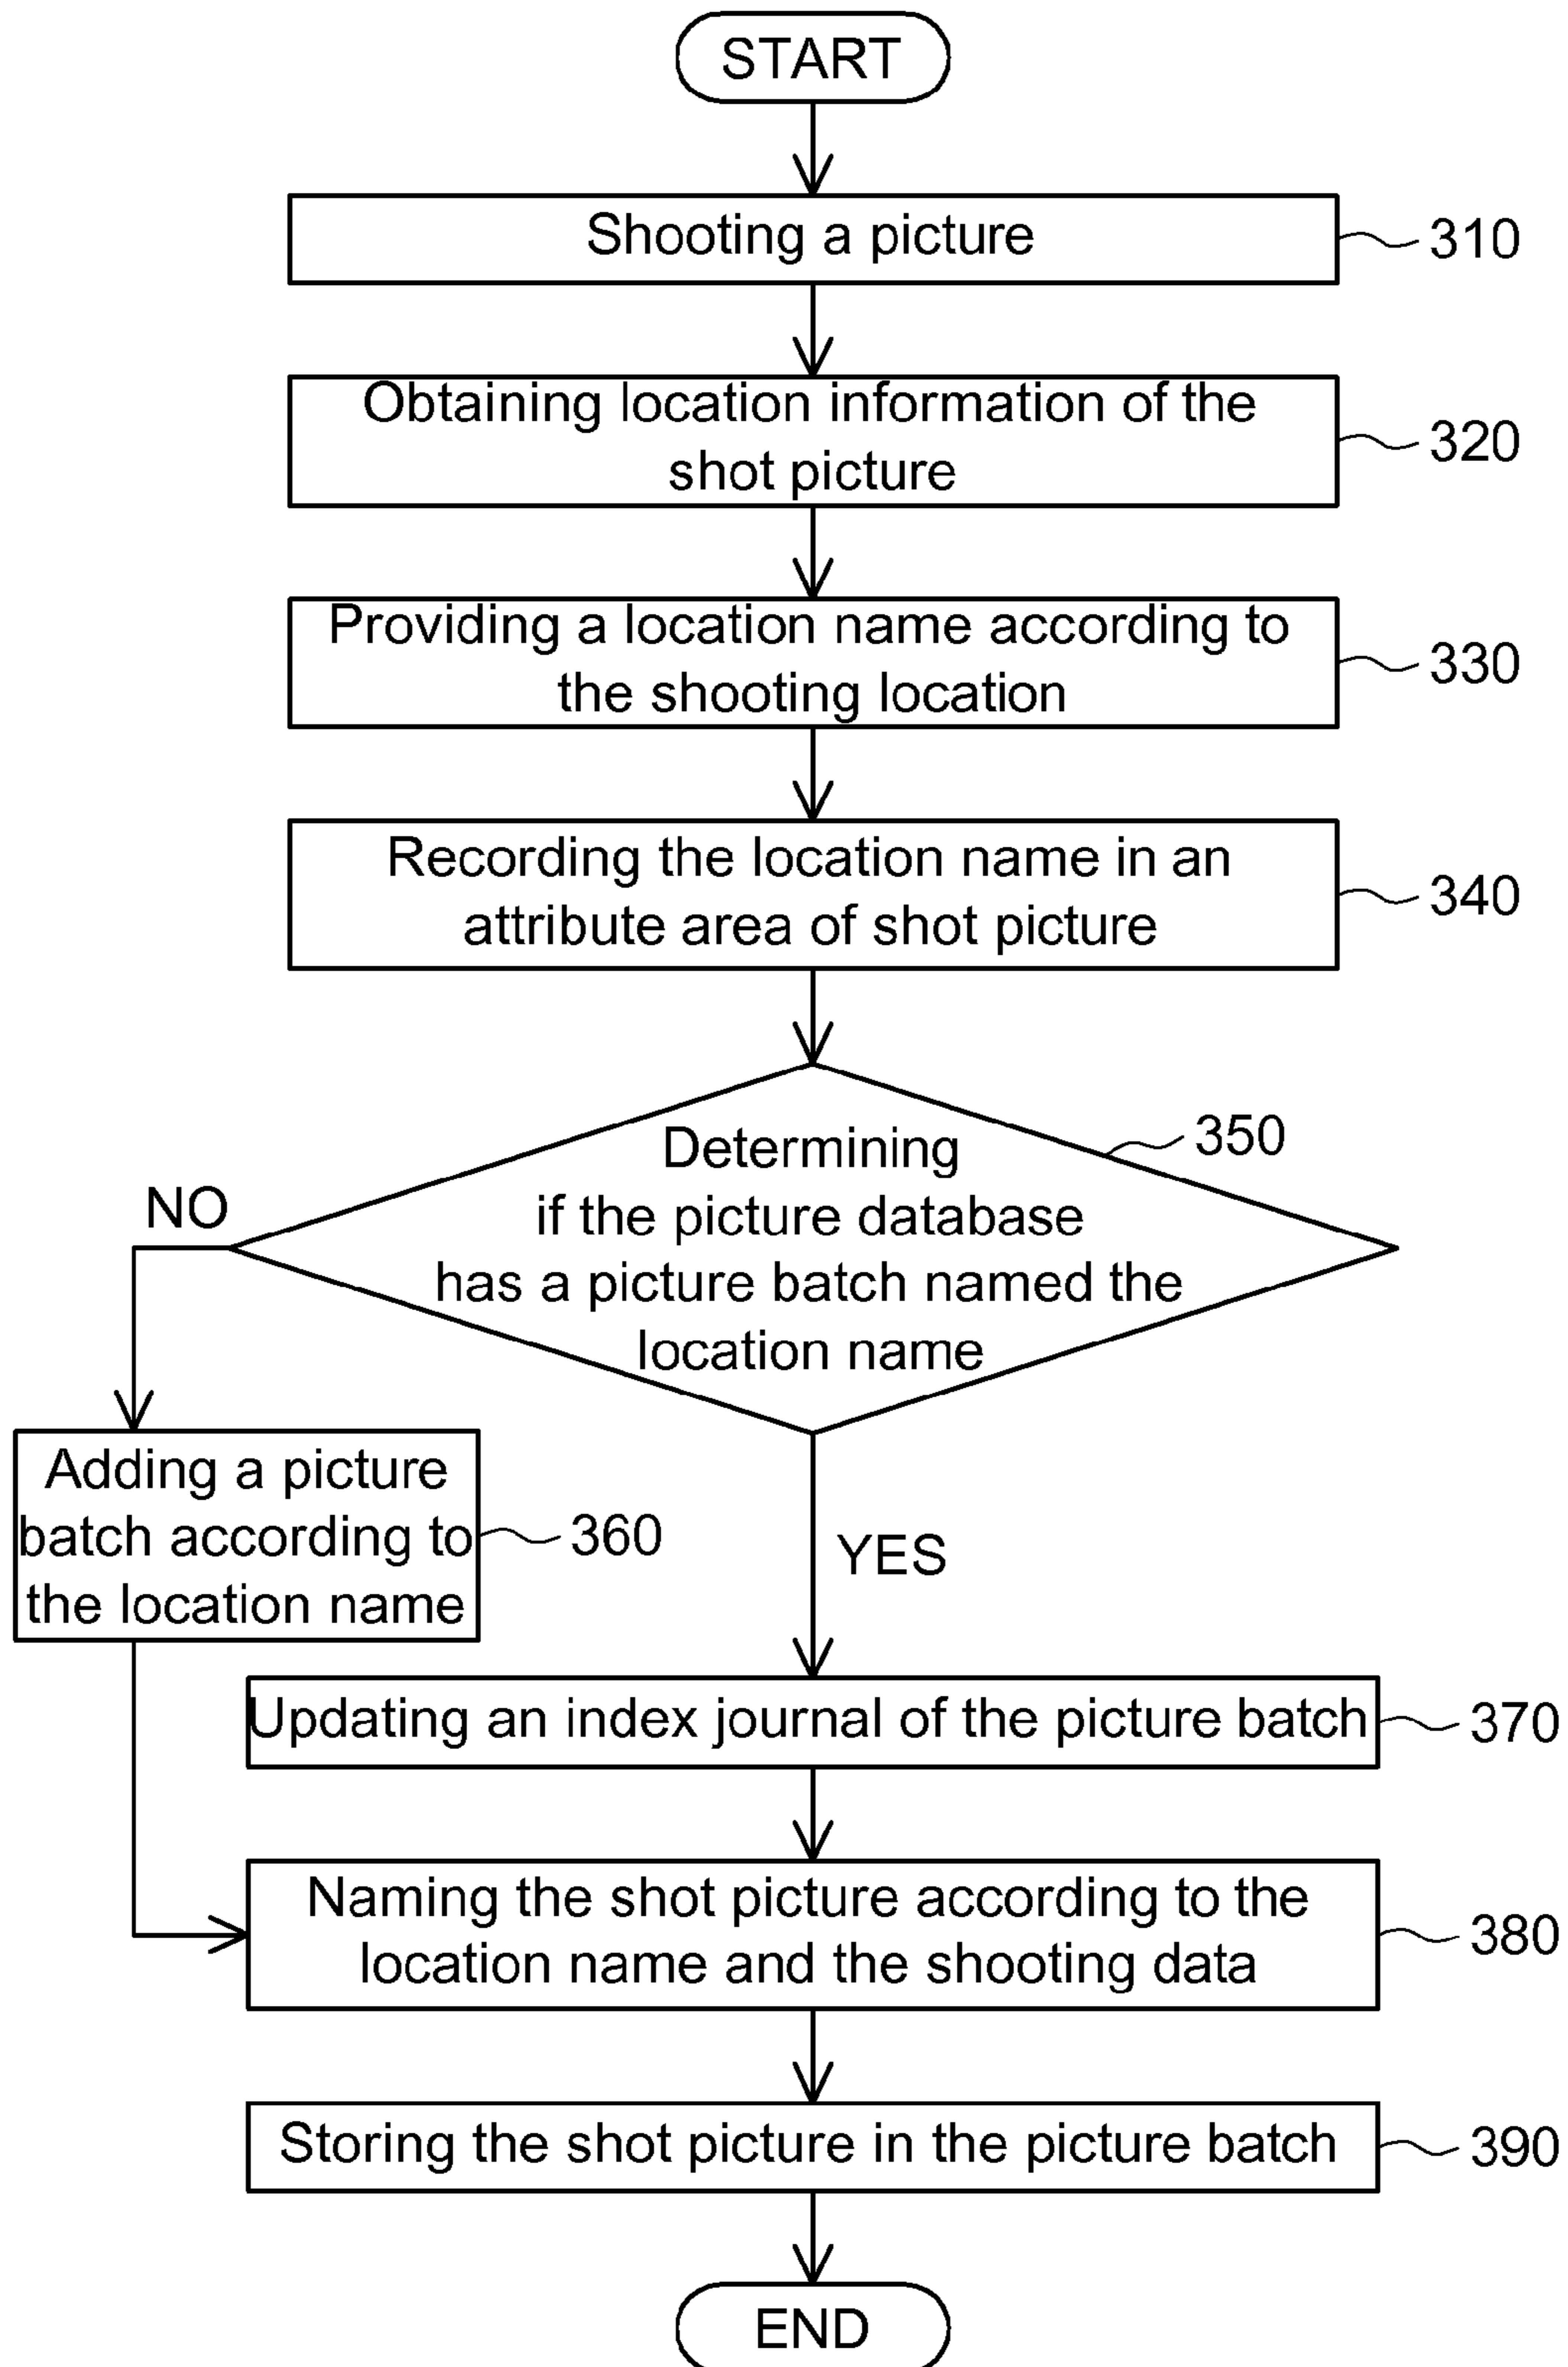 START
Shooting a picture
310
Obtaining location information of the
shot picture
320
Providing a location name according to
the shooting location
330
Recording the location name in an
attribute area of shot picture
340
Determining
if the picture database
has a picture batch named the
location name
350
NO
Adding a picture
batch according to
the location name
360
YES
Updating an index journal of the picture batch
370
Naming the shot picture according to the
location name and the shooting data
380
Storing the shot picture in the picture batch
390
END